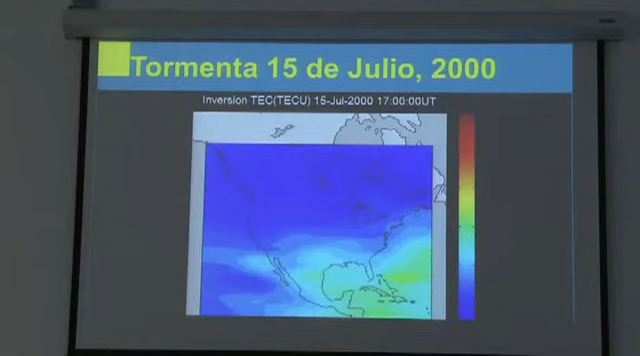 Tormenta 15 de Julio, 2000
Inversion TEC(TECU) 15-Jul-2000 17:00:00UT